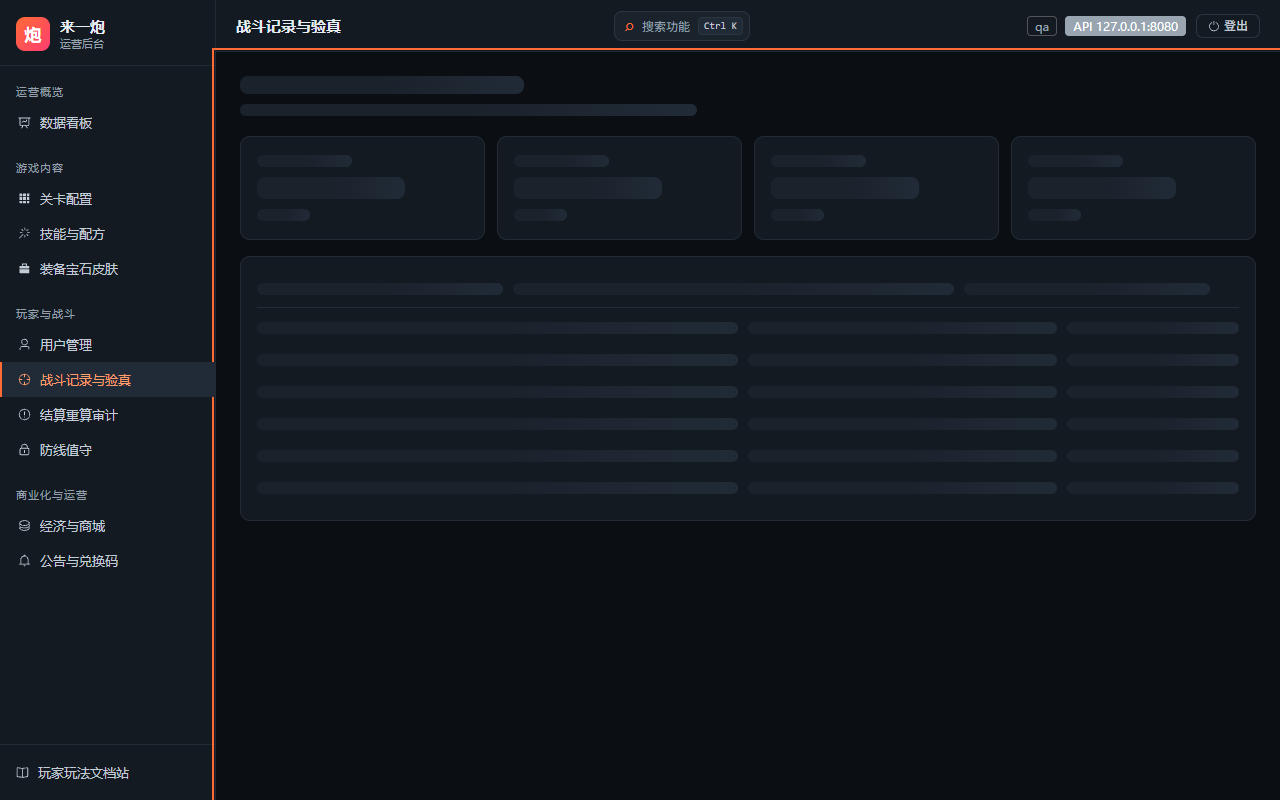 炮
来一炮
运营后台
战斗记录与验真
搜索功能 Ctrl K
qa
API 127.0.0.1:8080
登出
运营概览
数据看板
游戏内容
关卡配置
技能与配方
装备宝石皮肤
玩家与战斗
用户管理
战斗记录与验真
结算重算审计
防线值守
商业化与运营
经济与商城
公告与兑换码
玩家玩法文档站